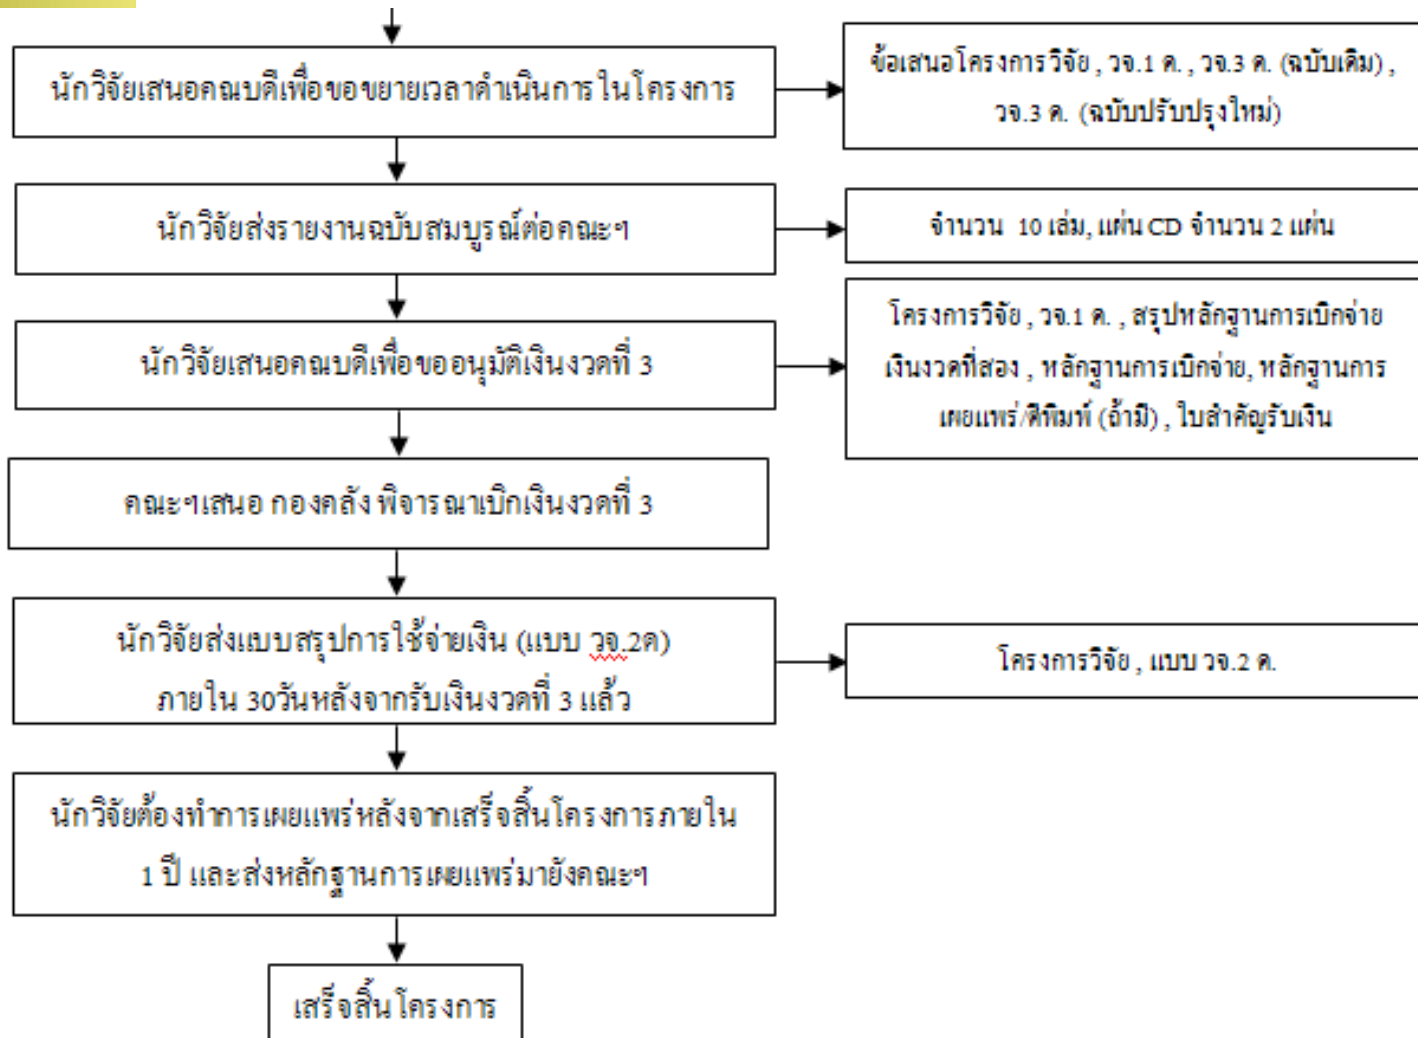 นักวิจัยเสนอคณบดีเพื่อขอขยายเวลาดำเนินการในโครงการ
ข้อเสนอโครงการวิจัย , วจ.1 ค. , วจ.3 ค. (ฉบับเดิม) ,
วจ.3 ค. (ฉบับปรับปรุงใหม่)
นักวิจัยส่งรายงานฉบับสมบูรณ์ต่อคณะฯ
จำนวน 10 เล่ม, แผ่น CD จำนวน 2 แผ่น
นักวิจัยเสนอคณบดีเพื่อขออนุมัติเงินงวดที่ 3
โครงการวิจัย , วจ.1 ค. , สรุปหลักฐานการเบิกจ่าย
เงินงวดที่สอง , หลักฐานการเบิกจ่าย, หลักฐานการ
เผยแพร่/ตีพิมพ์ (ถ้ามี) , ใบสำคัญรับเงิน
คณะฯเสนอ กองคลัง พิจารณาเบิกเงินงวดที่ 3
นักวิจัยส่งแบบสรุปการใช้จ่ายเงิน (แบบ วจ.2ค)
ภายใน 30วันหลังจากรับเงินงวดที่ 3 แล้ว
โครงการวิจัย , แบบ วจ.2 ค.
นักวิจัยต้องทำการเผยแพร่หลังจากเสร็จสิ้นโครงการภายใน
1 ปี และส่งหลักฐานการเผยแพร่มายังคณะฯ
เสร็จสิ้นโครงการ